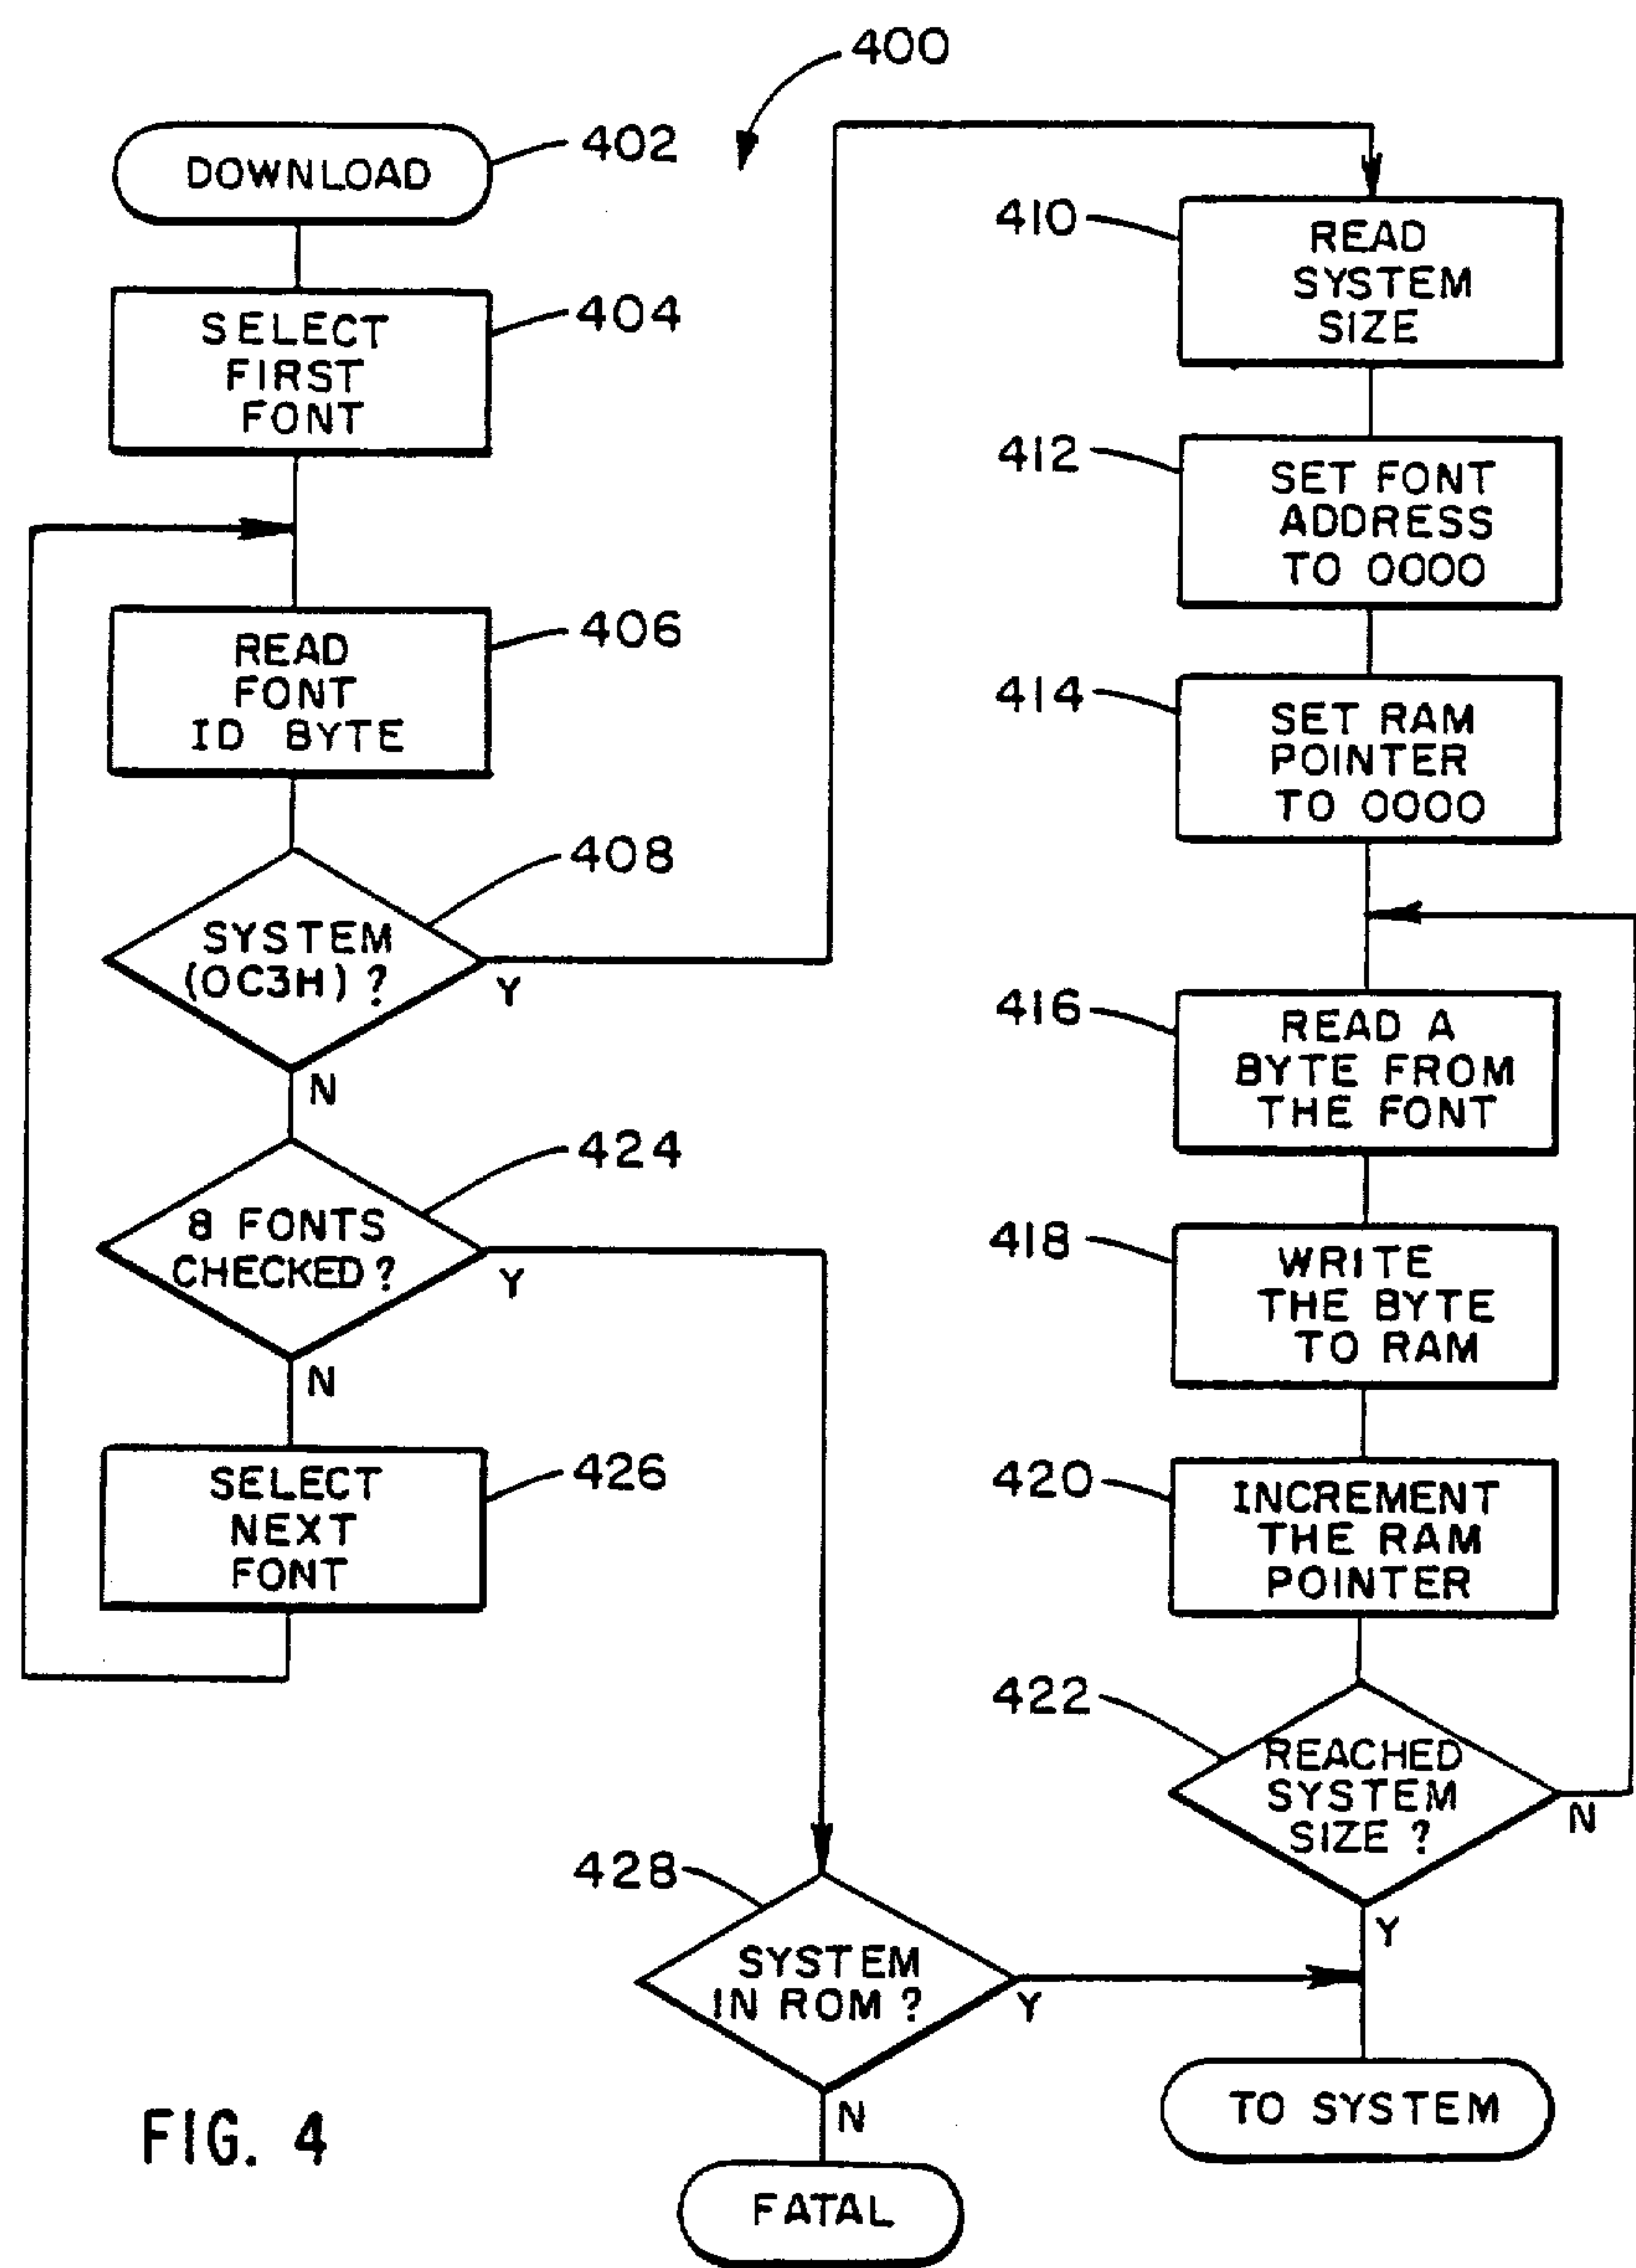 400
DOWNLOAD
402
SELECT
FIRST
FONT
404
READ
FONT
ID BYTE
406
SYSTEM
(0C3H) ?
408
Y
N
8 FONTS
CHECKED ?
424
Y
N
SELECT
NEXT
FONT
426
410
READ
SYSTEM
SIZE
412
SET FONT
ADDRESS
TO 0000
414
SET RAM
POINTER
TO 0000
416
READ A
BYTE FROM
THE FONT
418
WRITE
THE BYTE
TO RAM
420
INCREMENT
THE RAM
POINTER
422
REACHED
SYSTEM
SIZE ?
N
Y
428
SYSTEM
IN ROM ?
Y
N
TO SYSTEM
FATAL
FIG. 4